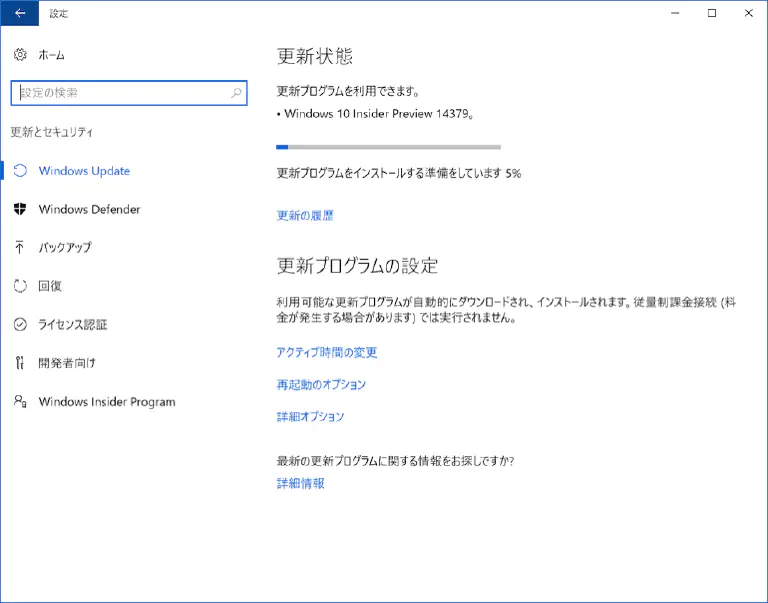 設定
ホーム
設定の検索
更新とセキュリティ
Windows Update
Windows Defender
バックアップ
回復
ライセンス認証
開発者向け
Windows Insider Program
更新状態
更新プログラムを利用できます。
• Windows 10 Insider Preview 14379。
更新プログラムをインストールする準備をしています 5%
更新の履歴
更新プログラムの設定
利用可能な更新プログラムが自動的にダウンロードされ、インストールされます。従量制課金接続 (料
金が発生する場合があります) では実行されません。
アクティブ時間の変更
再起動のオプション
詳細オプション
最新の更新プログラムに関する情報をお探しですか?
詳細情報